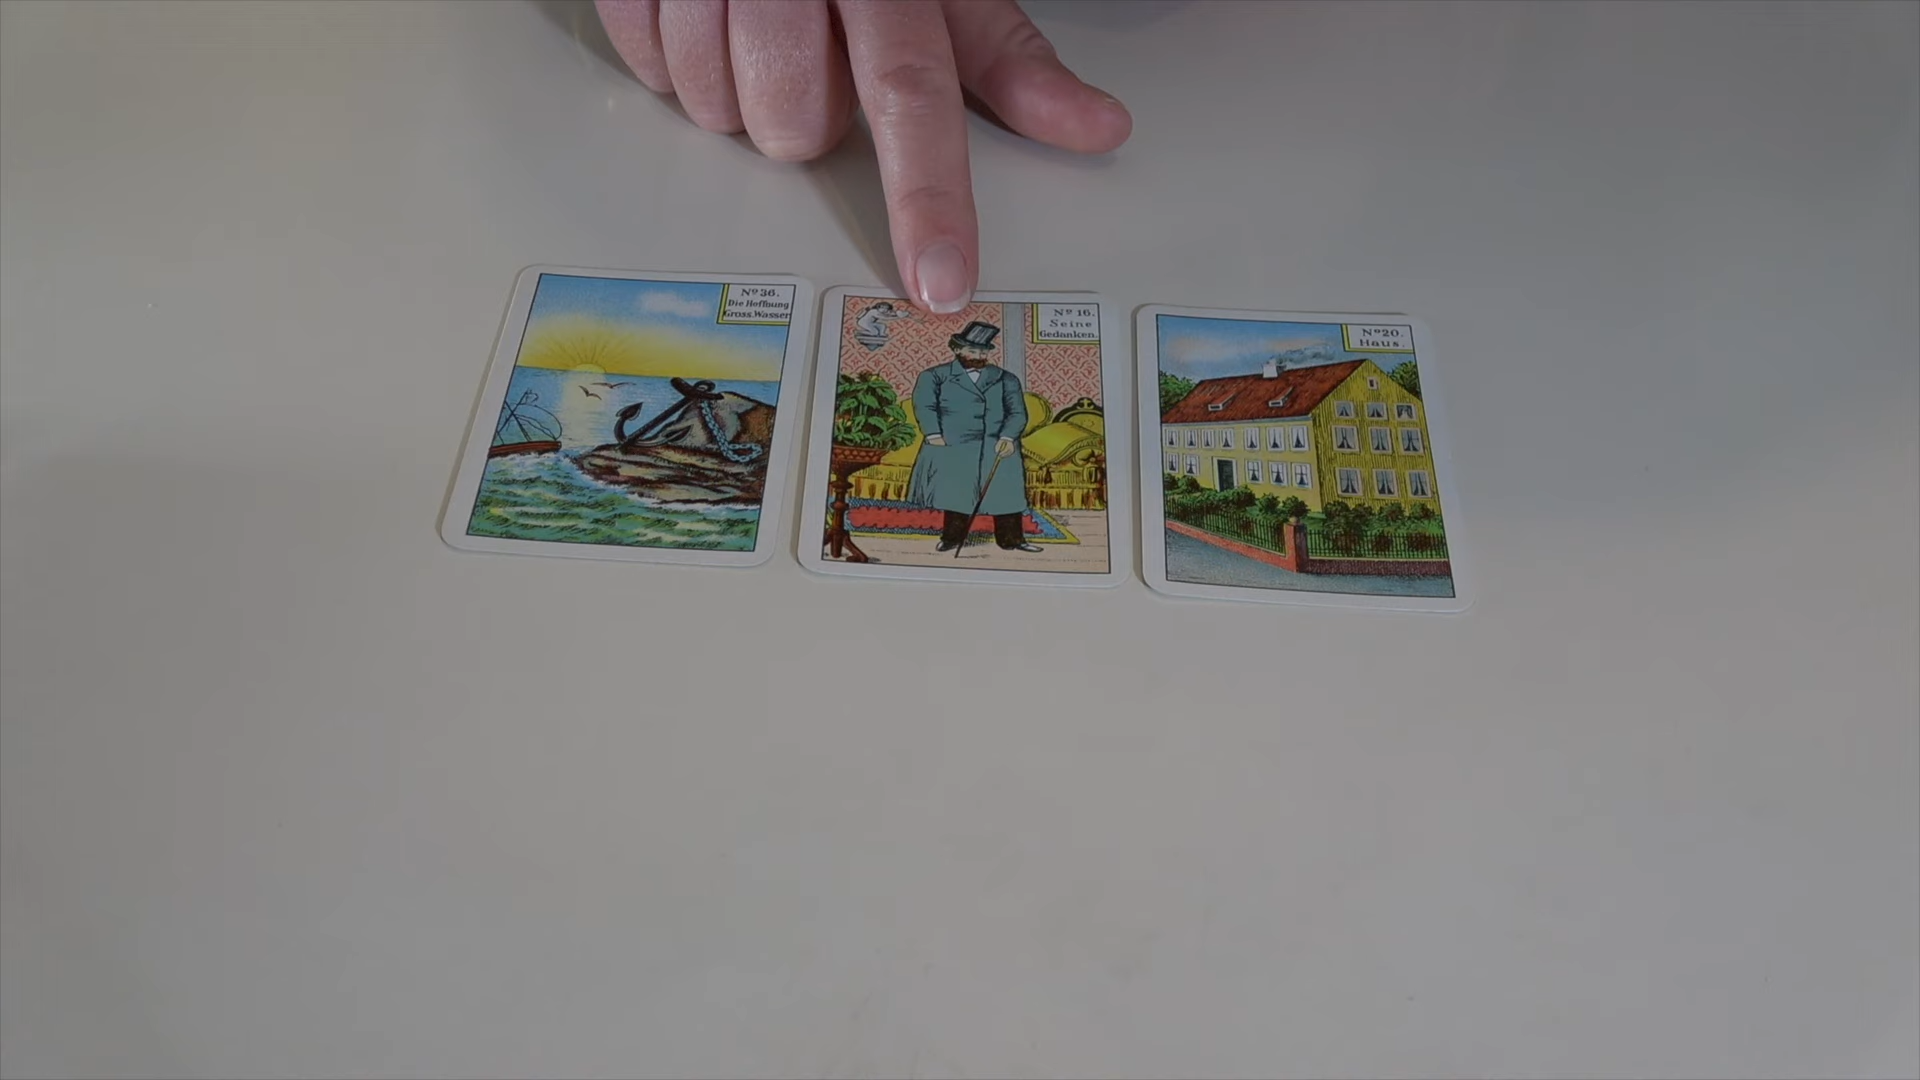 Nº 36.
Die Hoffnung
Gross. Wasser
Nº 16.
Seine
Gedanken.
Nº 20.
Haus.